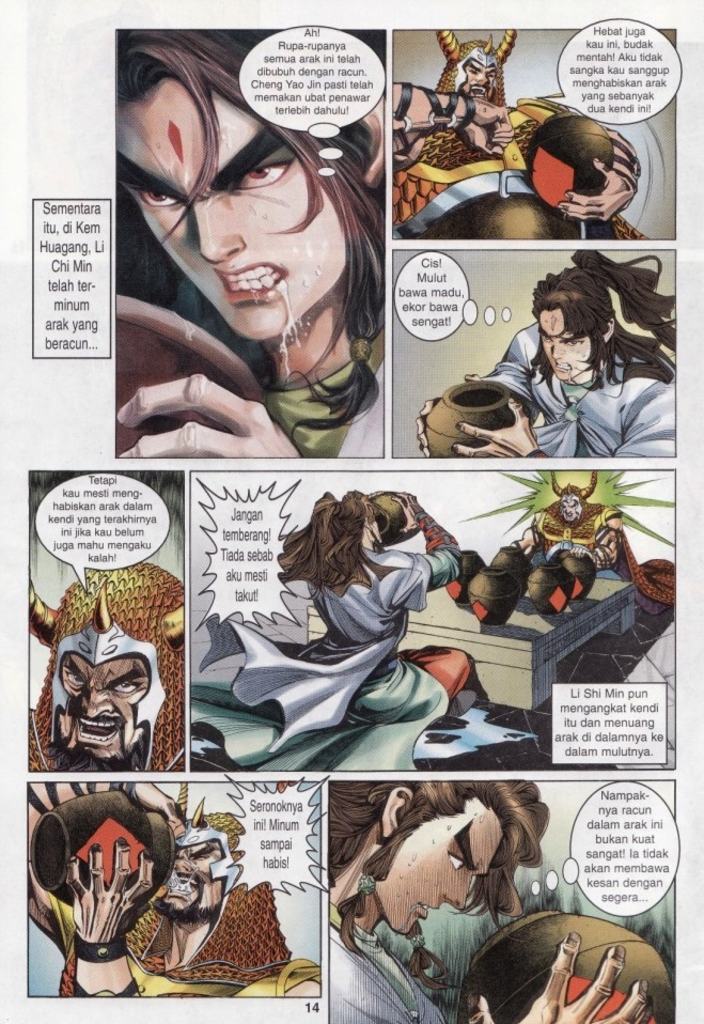 Sementara
itu, di Kem
Huagang, Li
Chi Min
telah ter-
minum
arak yang
beracun...
Ah!
Rupa-rupanya
semua arak ini telah
dibubuh dengan racun.
Cheng Yao Jin pasti telah
memakan ubat penawar
terlebih dahulu!
Hebat juga
kau ini, budak
mentah! Aku tidak
sangka kau sanggup
menghabiskan arak
yang sebanyak
dua kendi ini!
Cis!
Mulut
bawa madu,
ekor bawa
sengat!
Tetapi
kau mesti meng-
habiskan arak dalam
kendi yang terakhirnya
ini jika kau belum
juga mahu mengaku
kalah!
Jangan
temberang!
Tiada sebab
aku mesti
takut!
Li Shi Min pun
mengangkat kendi
itu dan menuang
arak di dalamnya ke
dalam mulutnya.
Seronoknya
ini! Minum
sampai
habis!
Nampak-
nya racun
dalam arak ini
bukan kuat
sangat! Ia tidak
akan membawa
kesan dengan
segera...
14